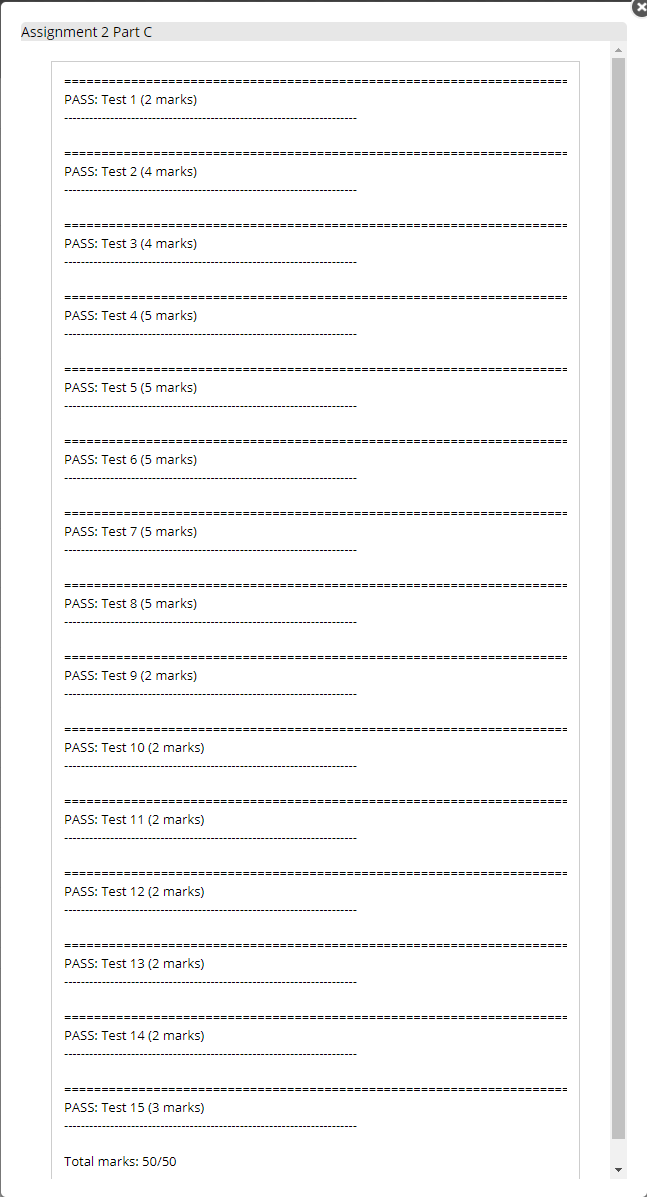 Assignment 2 Part C
====================================================================
PASS: Test 1 (2 marks)
----------------------------------------------------------------------
====================================================================
PASS: Test 2 (4 marks)
----------------------------------------------------------------------
====================================================================
PASS: Test 3 (4 marks)
----------------------------------------------------------------------
====================================================================
PASS: Test 4 (5 marks)
----------------------------------------------------------------------
====================================================================
PASS: Test 5 (5 marks)
----------------------------------------------------------------------
====================================================================
PASS: Test 6 (5 marks)
----------------------------------------------------------------------
====================================================================
PASS: Test 7 (5 marks)
----------------------------------------------------------------------
====================================================================
PASS: Test 8 (5 marks)
----------------------------------------------------------------------
====================================================================
PASS: Test 9 (2 marks)
----------------------------------------------------------------------
====================================================================
PASS: Test 10 (2 marks)
----------------------------------------------------------------------
====================================================================
PASS: Test 11 (2 marks)
----------------------------------------------------------------------
====================================================================
PASS: Test 12 (2 marks)
----------------------------------------------------------------------
====================================================================
PASS: Test 13 (2 marks)
----------------------------------------------------------------------
====================================================================
PASS: Test 14 (2 marks)
----------------------------------------------------------------------
====================================================================
PASS: Test 15 (3 marks)
----------------------------------------------------------------------
Total marks: 50/50